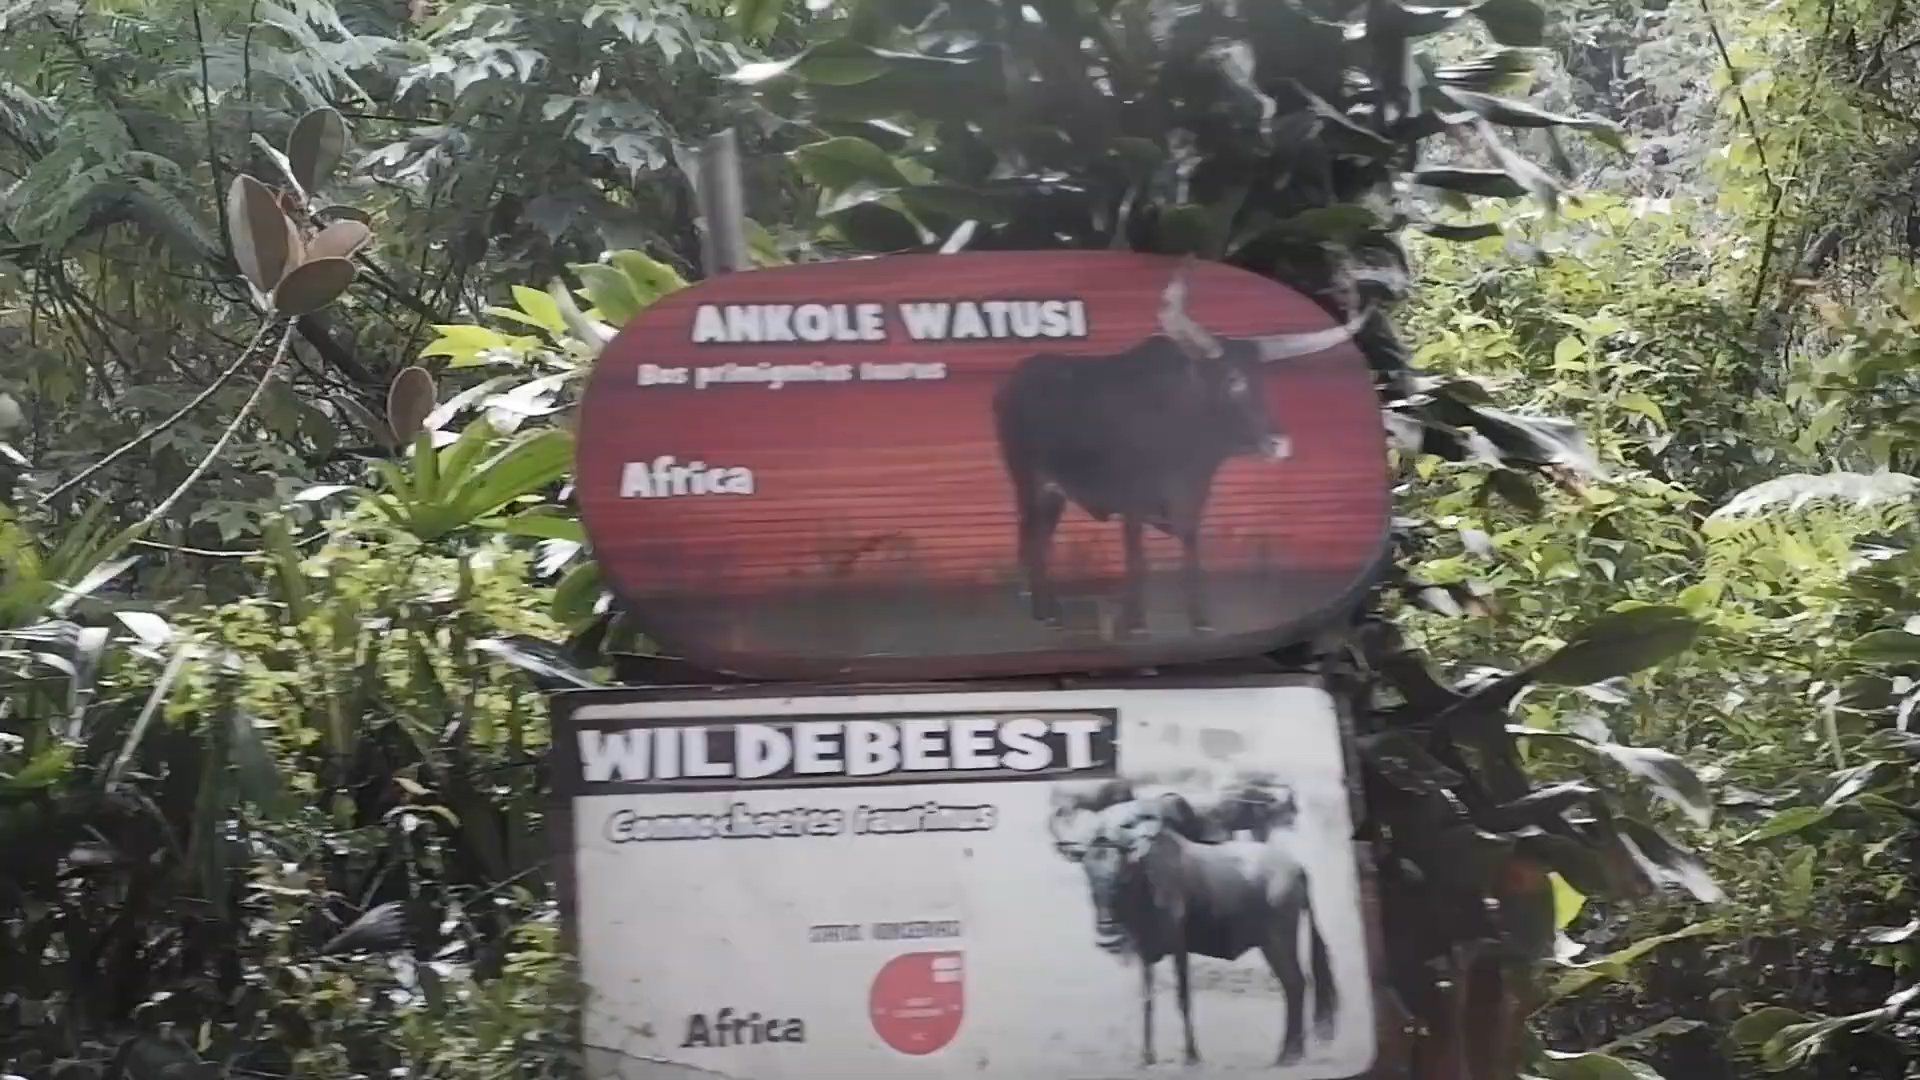 ANKOLE WATUSI
Bos primigenius taurus
Africa
WILDEBEEST
Connochaetes taurinus
Africa